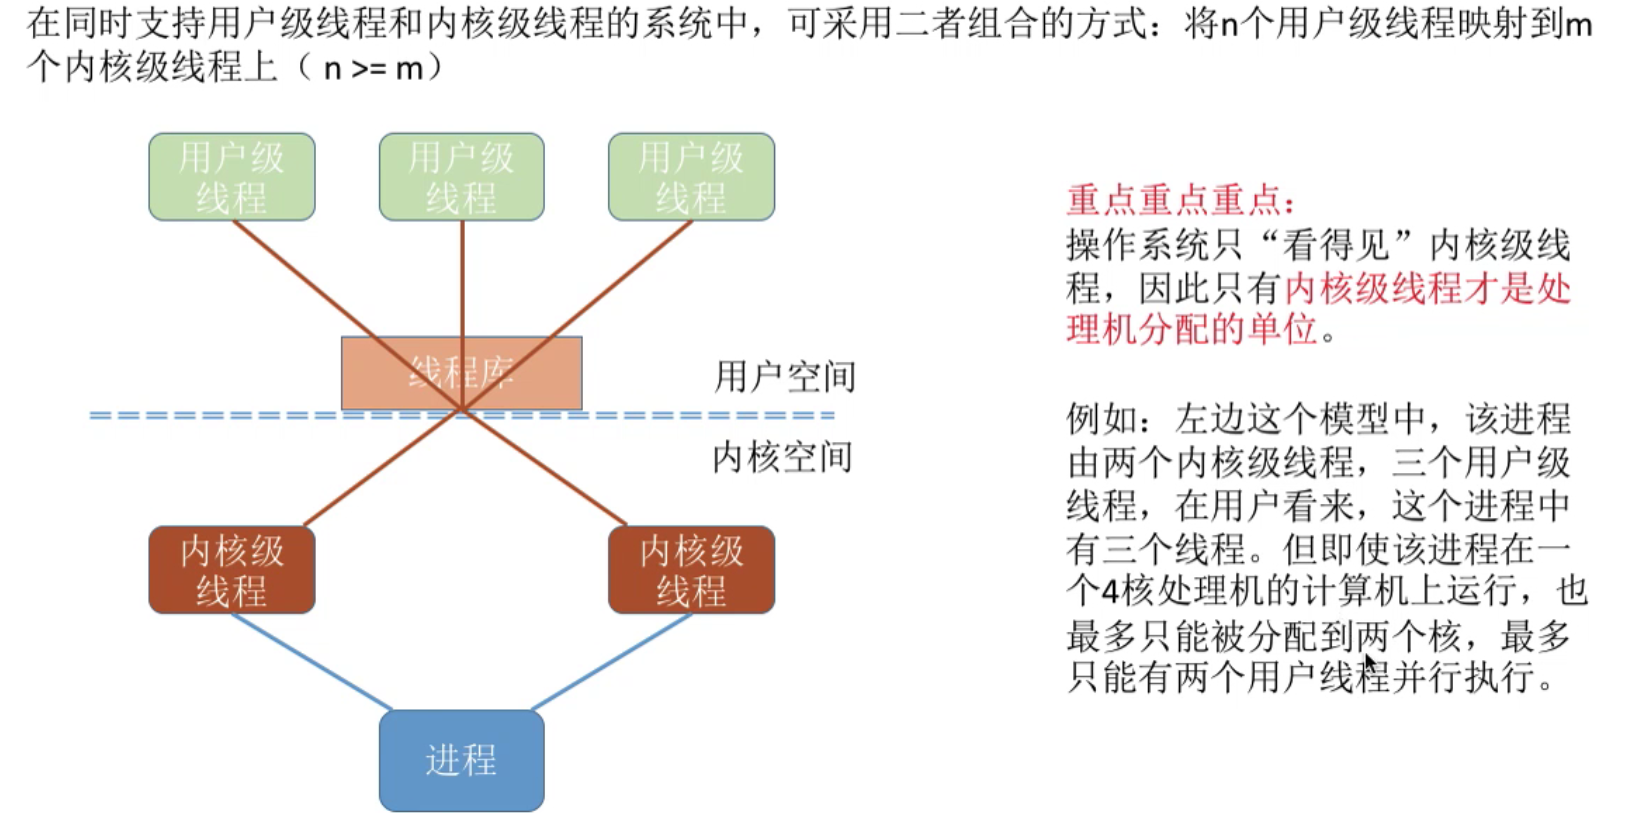 在同时支持用户级线程和内核级线程的系统中，可采用二者组合的方式：将n个用户级线程映射到m
个内核级线程上（ n >= m）
用户级
线程
用户级
线程
用户级
线程
线程库
用户空间
内核空间
内核级
线程
内核级
线程
进程
重点重点重点：
操作系统只“看得见”内核级线
程，因此只有内核级线程才是处
理机分配的单位。
例如：左边这个模型中，该进程
由两个内核级线程，三个用户级
线程，在用户看来，这个进程中
有三个线程。但即使该进程在一
个4核处理机的计算机上运行，也
最多只能被分配到两个核，最多
只能有两个用户线程并行执行。